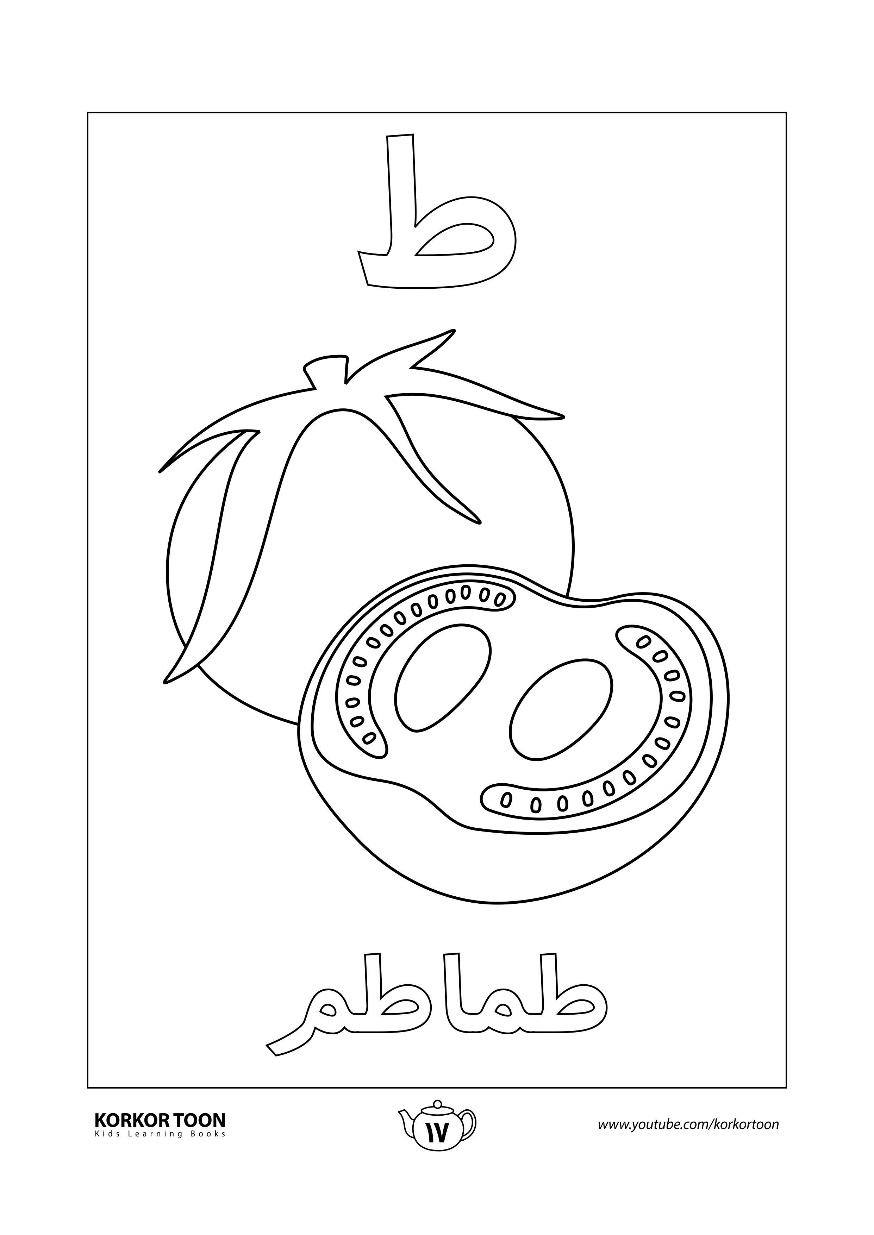 ط
طماطم
KORKOR TOON
Kids Learning Books
١٧
www.youtube.com/korkortoon